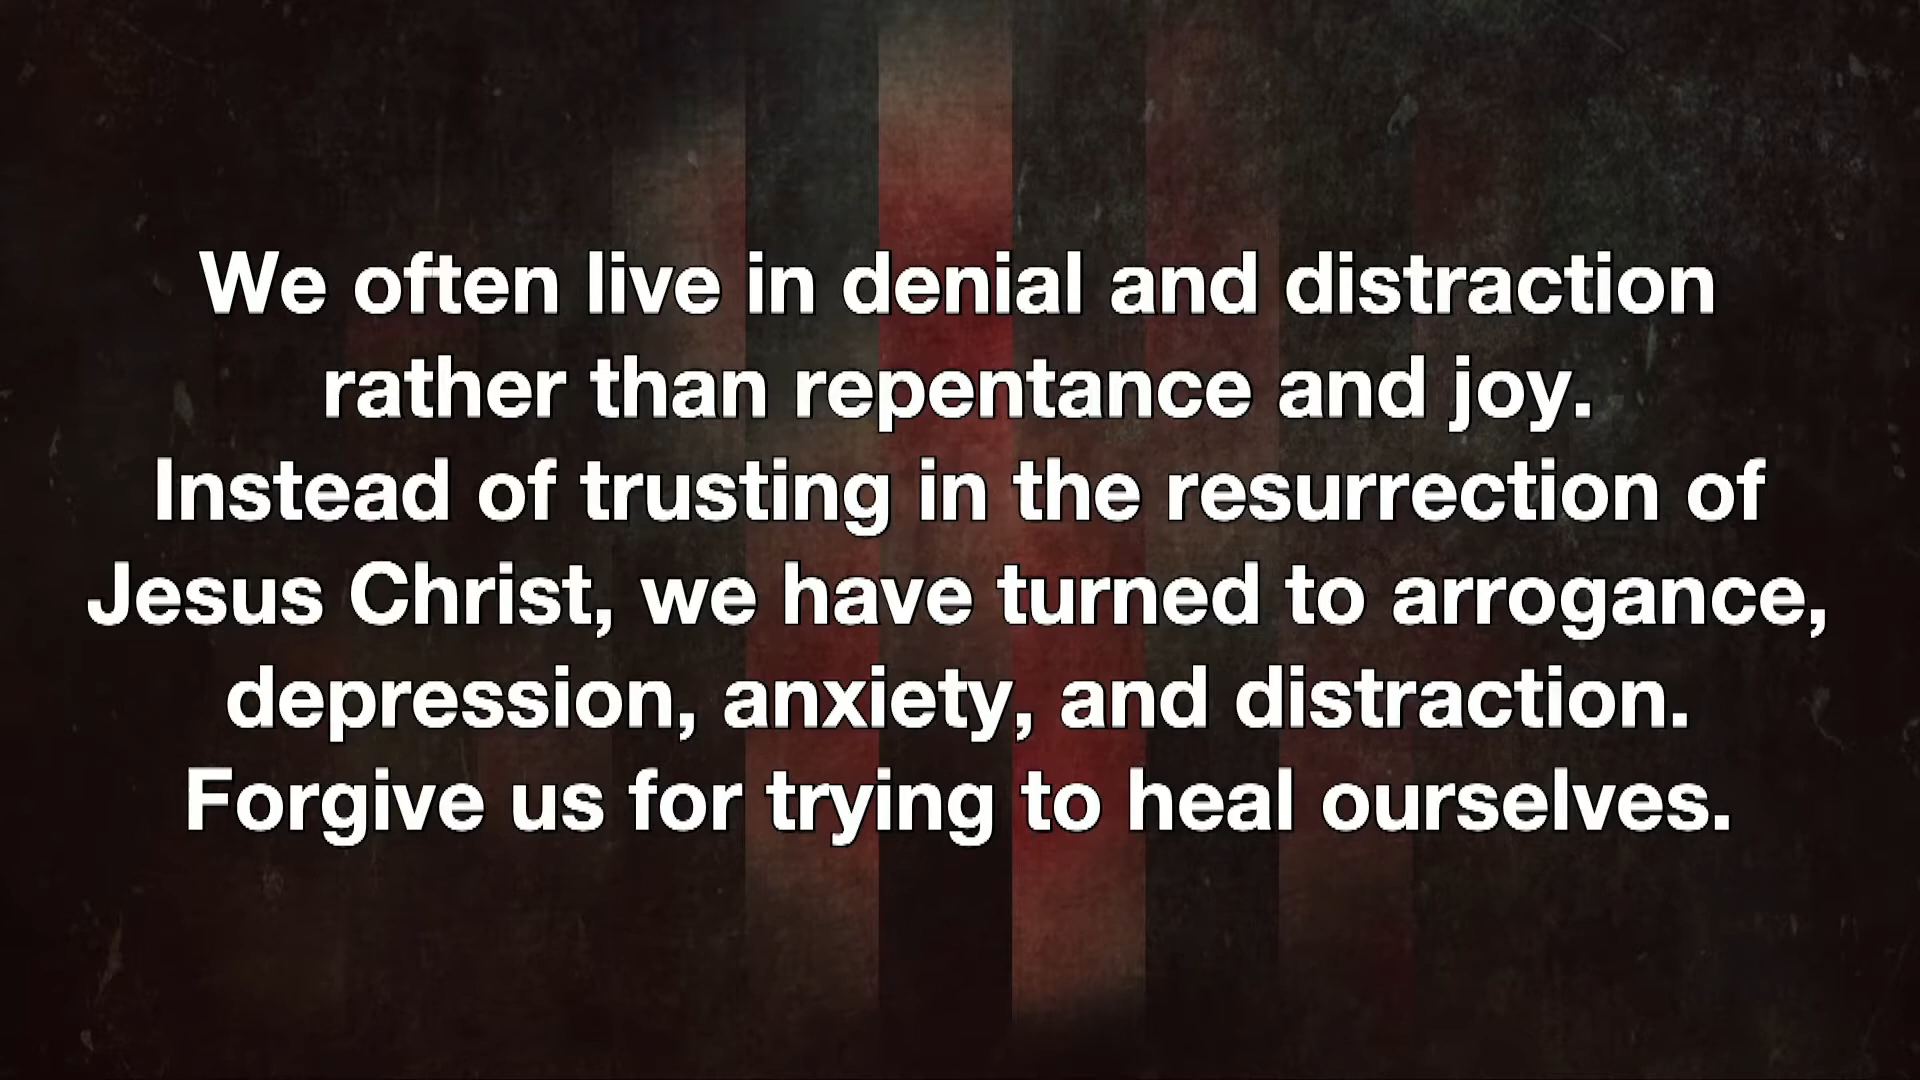 We often live in denial and distraction
rather than repentance and joy.
Instead of trusting in the resurrection of
Jesus Christ, we have turned to arrogance,
depression, anxiety, and distraction.
Forgive us for trying to heal ourselves.